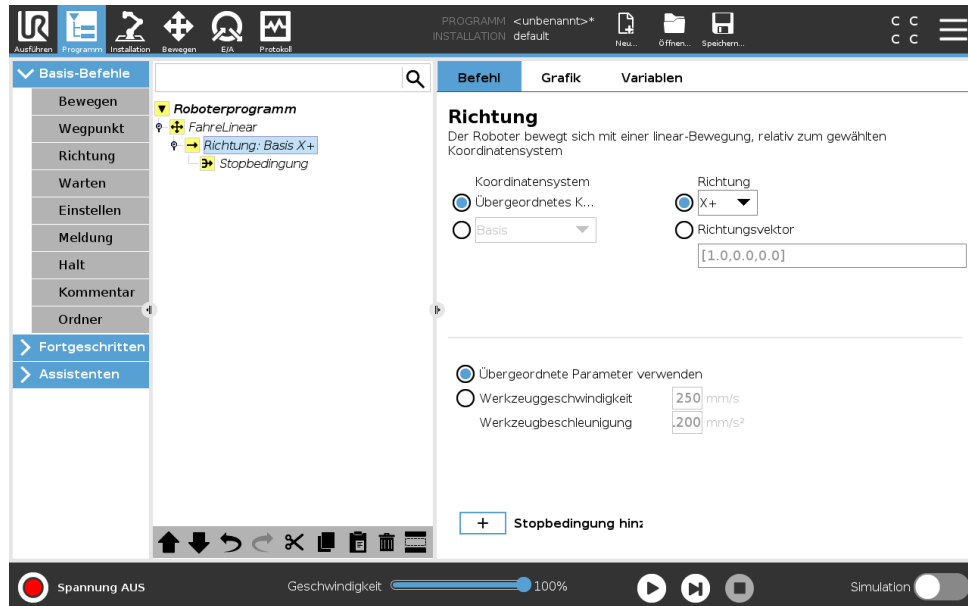 PROGRAMM <unbenannt>*
INSTALLATION default
Ausführen Programm Installation Bewegen E/A Protokoll
Neu... Öffnen... Speichern...
C C
C C
Basis-Befehle
Bewegen
Wegpunkt
Richtung
Warten
Einstellen
Meldung
Halt
Kommentar
Ordner
Fortgeschritten
Assistenten
Roboterprogramm
FahreLinear
Richtung: Basis X+
Stopbedingung
Befehl Grafik Variablen
Richtung
Der Roboter bewegt sich mit einer linear-Bewegung, relativ zum gewählten
Koordinatensystem
Koordinatensystem
Übergeordnetes K...
Basis
Richtung
X+
Richtungsvektor
[1.0,0.0,0.0]
Übergeordnete Parameter verwenden
Werkzeuggeschwindigkeit 250 mm/s
Werkzeugbeschleunigung .200 mm/s²
+ Stopbedingung hinz
Spannung AUS
Geschwindigkeit 100%
Simulation